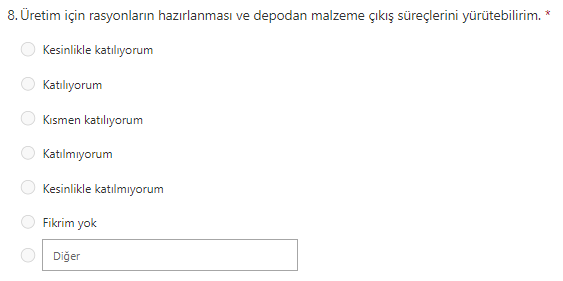 8. Üretim için rasyonların hazırlanması ve depodan malzeme çıkış süreçlerini yürütebilirim. *
Kesinlikle katılıyorum
Katılıyorum
Kısmen katılıyorum
Katılmıyorum
Kesinlikle katılmıyorum
Fikrim yok
Diğer